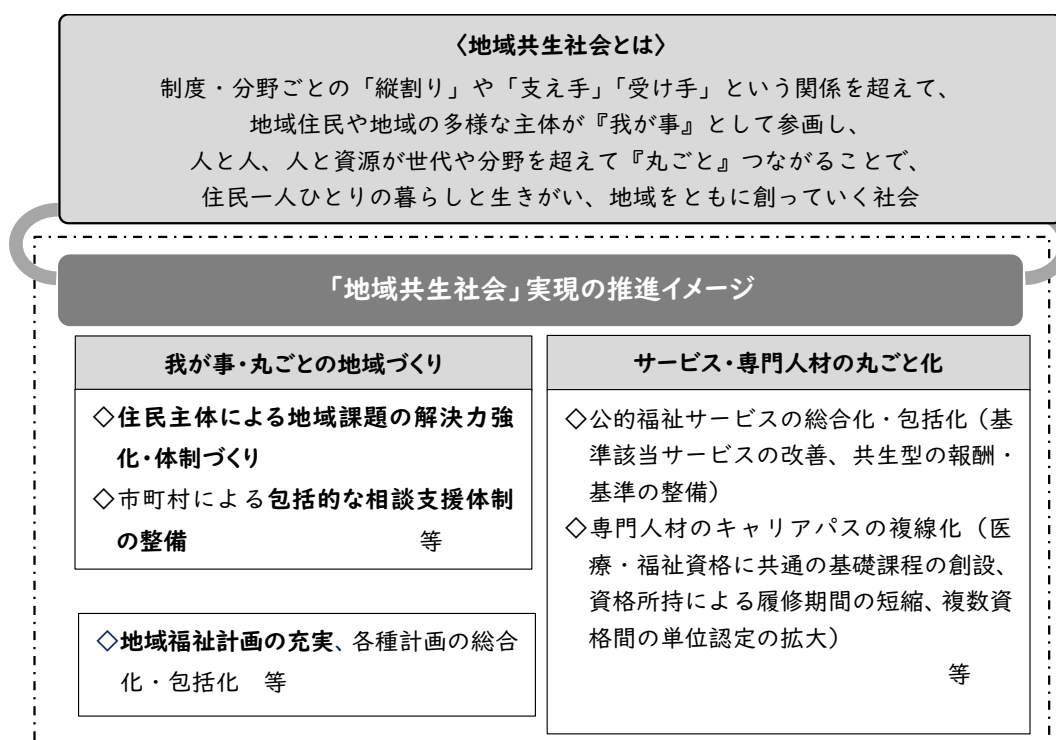 〈地域共生社会とは〉
制度・分野ごとの「縦割り」や「支え手」「受け手」という関係を超えて、
地域住民や地域の多様な主体が『我が事』として参画し、
人と人、人と資源が世代や分野を超えて『丸ごと』つながることで、
住民一人ひとりの暮らしと生きがい、地域をともに創っていく社会
「地域共生社会」実現の推進イメージ
我が事・丸ごとの地域づくり
◇住民主体による地域課題の解決力強
化・体制づくり
◇市町村による包括的な相談支援体制
の整備 等
◇地域福祉計画の充実、各種計画の総合
化・包括化 等
サービス・専門人材の丸ごと化
◇公的福祉サービスの総合化・包括化（基
準該当サービスの改善、共生型の報酬・
基準の整備）
◇専門人材のキャリアパスの複線化（医
療・福祉資格に共通の基礎課程の創設、
資格所持による履修期間の短縮、複数資
格間の単位認定の拡大）
等